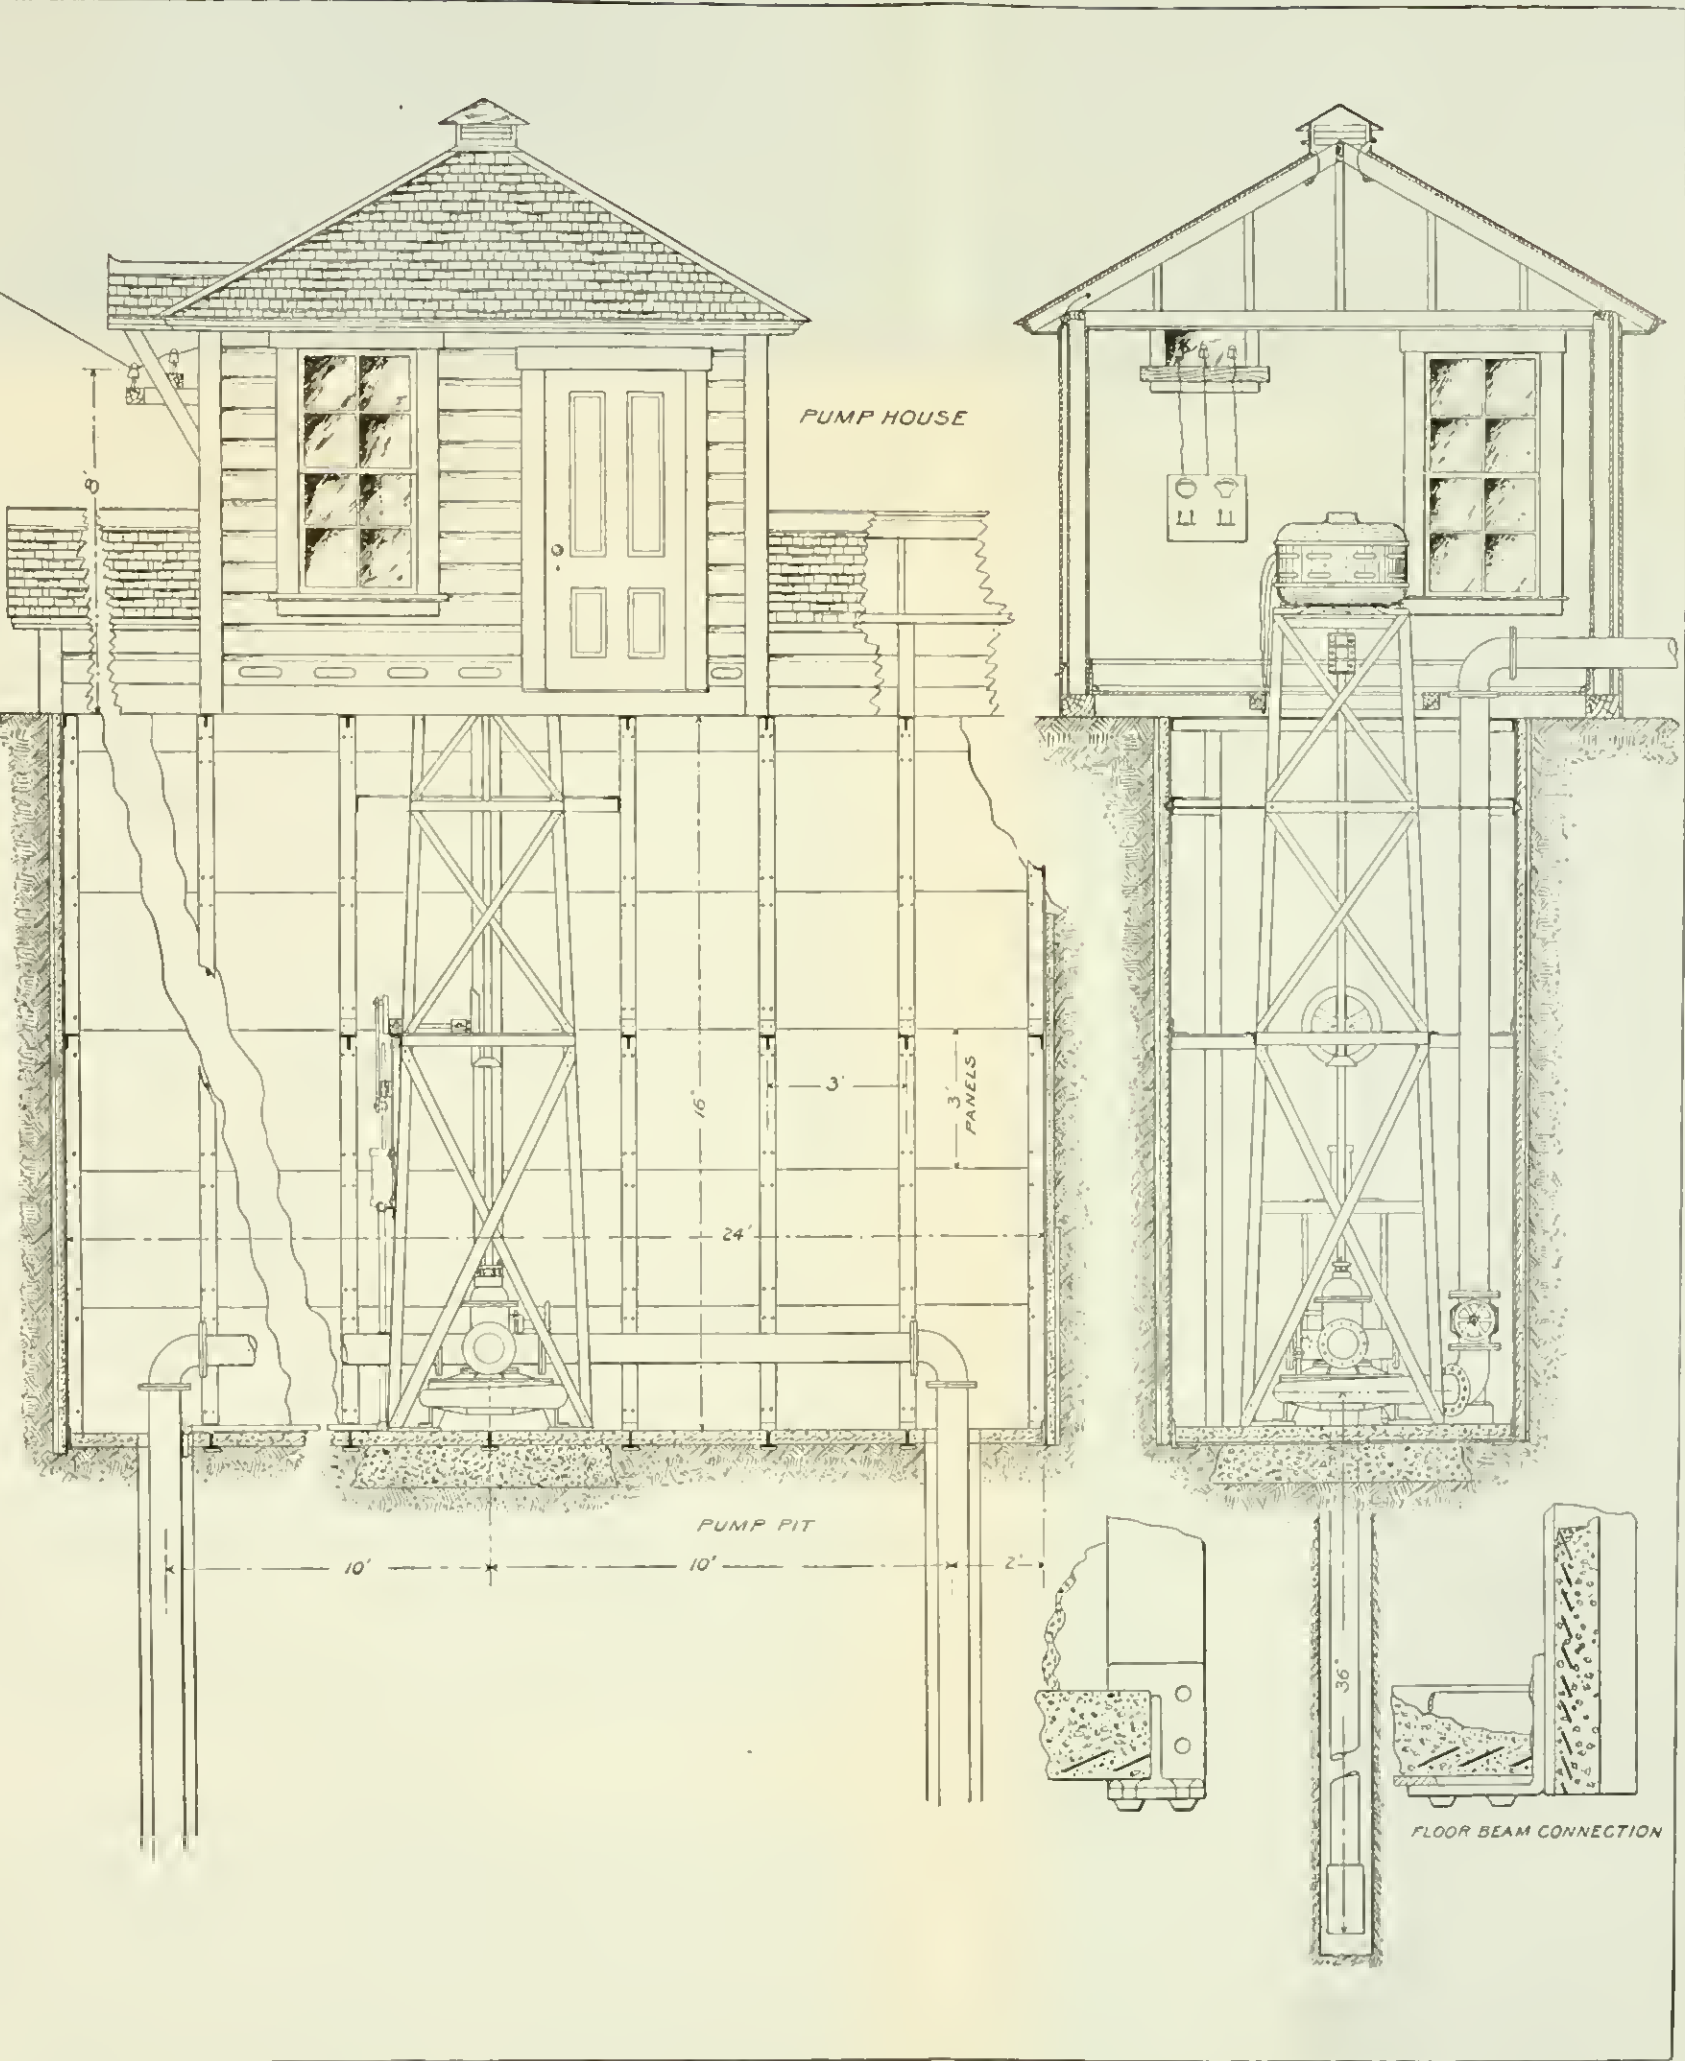 PUMP HOUSE
8'
16'
3'
3'
PANELS
24'
PUMP PIT
10'
10'
2'
36'
FLOOR BEAM CONNECTION